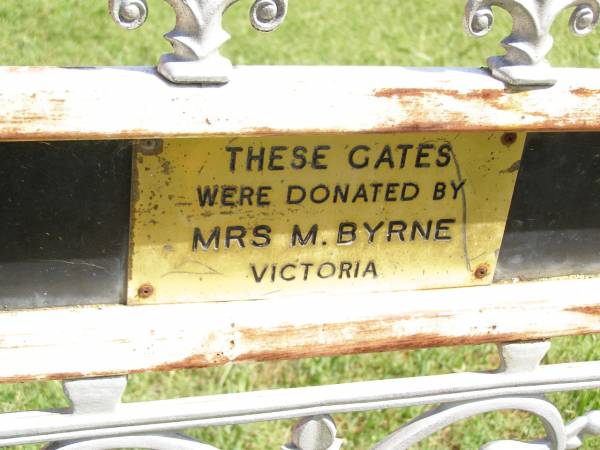 THESE GATES
WERE DONATED BY
MRS M. BYRNE
VICTORIA